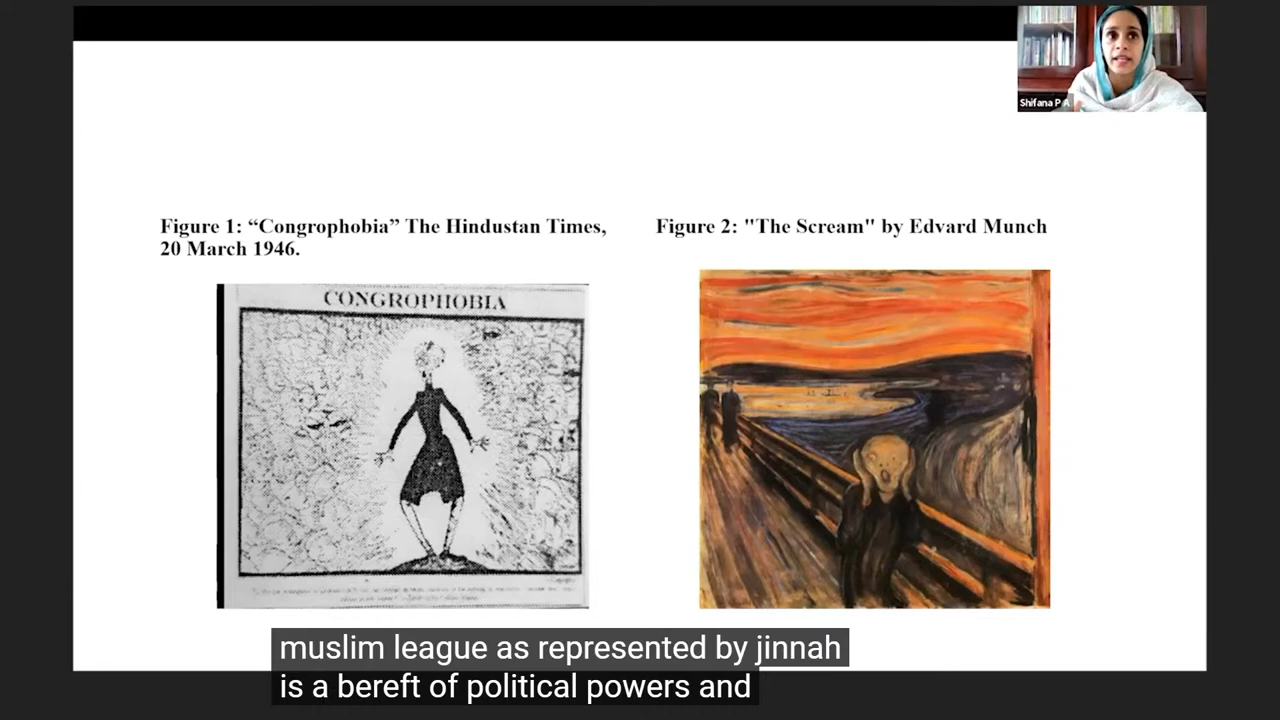 Shifana P A
Figure 1: “Congrophobia” The Hindustan Times,
20 March 1946.
Figure 2: "The Scream" by Edvard Munch
CONGROPHOBIA
muslim league as represented by jinnah
is a bereft of political powers and